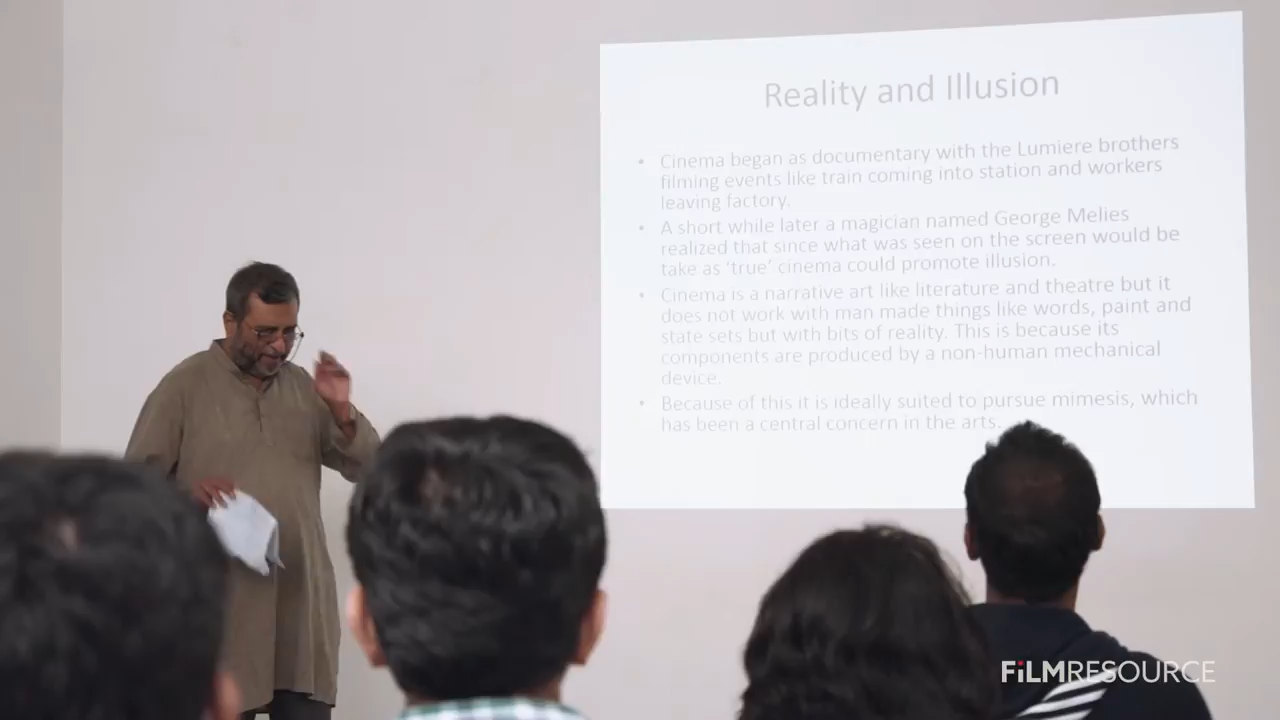 Reality and Illusion
• Cinema began as documentary with the Lumiere brothers
filming events like train coming into station and workers
leaving factory.
• A short while later a magician named George Melies
realized that since what was seen on the screen would be
take as ‘true’ cinema could promote illusion.
• Cinema is a narrative art like literature and theatre but it
does not work with man made things like words, paint and
state sets but with bits of reality. This is because its
components are produced by a non-human mechanical
device.
• Because of this it is ideally suited to pursue mimesis, which
has been a central concern in the arts.
FiLMRESOURCE